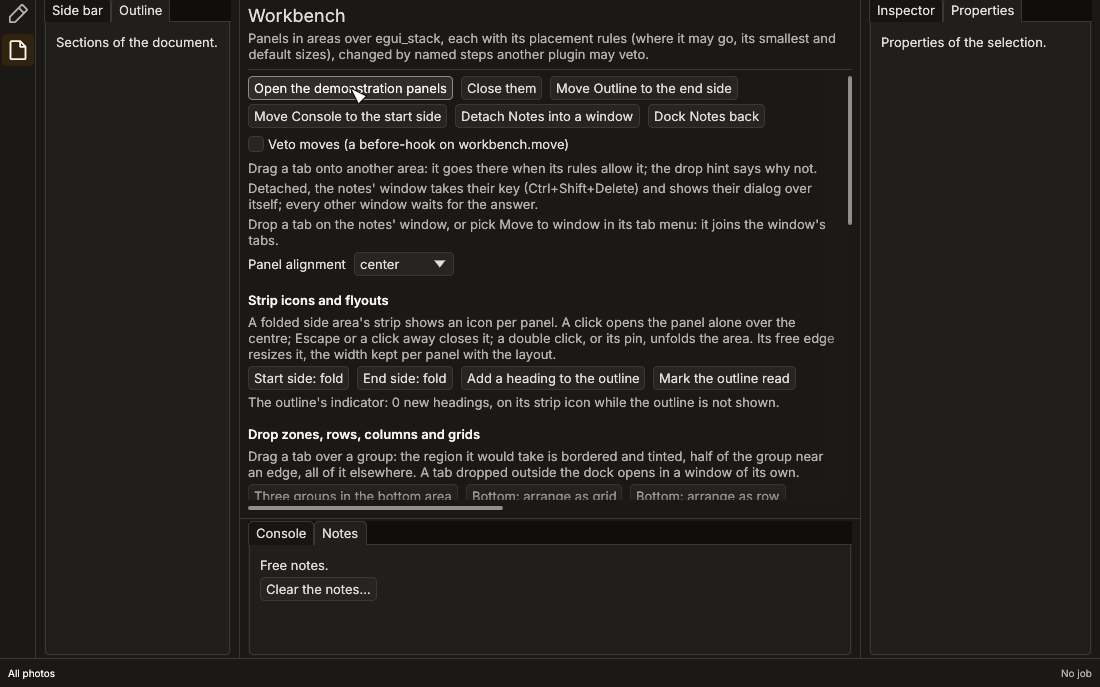 Side bar
Outline
Sections of the document.
Workbench
Panels in areas over egui_stack, each with its placement rules (where it may go, its smallest and
default sizes), changed by named steps another plugin may veto.
Open the demonstration panels
Close them
Move Outline to the end side
Move Console to the start side
Detach Notes into a window
Dock Notes back
Veto moves (a before-hook on workbench.move)
Drag a tab onto another area: it goes there when its rules allow it; the drop hint says why not.
Detached, the notes' window takes their key (Ctrl+Shift+Delete) and shows their dialog over
itself; every other window waits for the answer.
Drop a tab on the notes' window, or pick Move to window in its tab menu: it joins the window's
tabs.
Panel alignment
center
Strip icons and flyouts
A folded side area's strip shows an icon per panel. A click opens the panel alone over the
centre; Escape or a click away closes it; a double click, or its pin, unfolds the area. Its free edge
resizes it, the width kept per panel with the layout.
Start side: fold
End side: fold
Add a heading to the outline
Mark the outline read
The outline's indicator: 0 new headings, on its strip icon while the outline is not shown.
Drop zones, rows, columns and grids
Drag a tab over a group: the region it would take is bordered and tinted, half of the group near
an edge, all of it elsewhere. A tab dropped outside the dock opens in a window of its own.
Three groups in the bottom area
Bottom: arrange as grid
Bottom: arrange as row
Console
Notes
Free notes.
Clear the notes...
Inspector
Properties
Properties of the selection.
All photos
No job